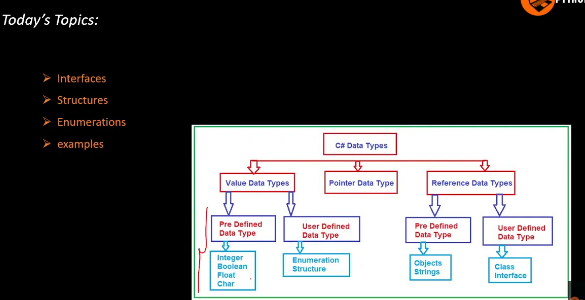 Today's Topics:
Interfaces
Structures
Enumerations
examples
C# Data Types
Value Data Types
Pointer Data Type
Reference Data Types
Pre Defined
Data Type
User Defined
Data Type
Pre Defined
Data Type
User Defined
Data Type
Integer
Boolean
Float
Char
Enumeration
Structure
Objects
Strings
Class
Interface